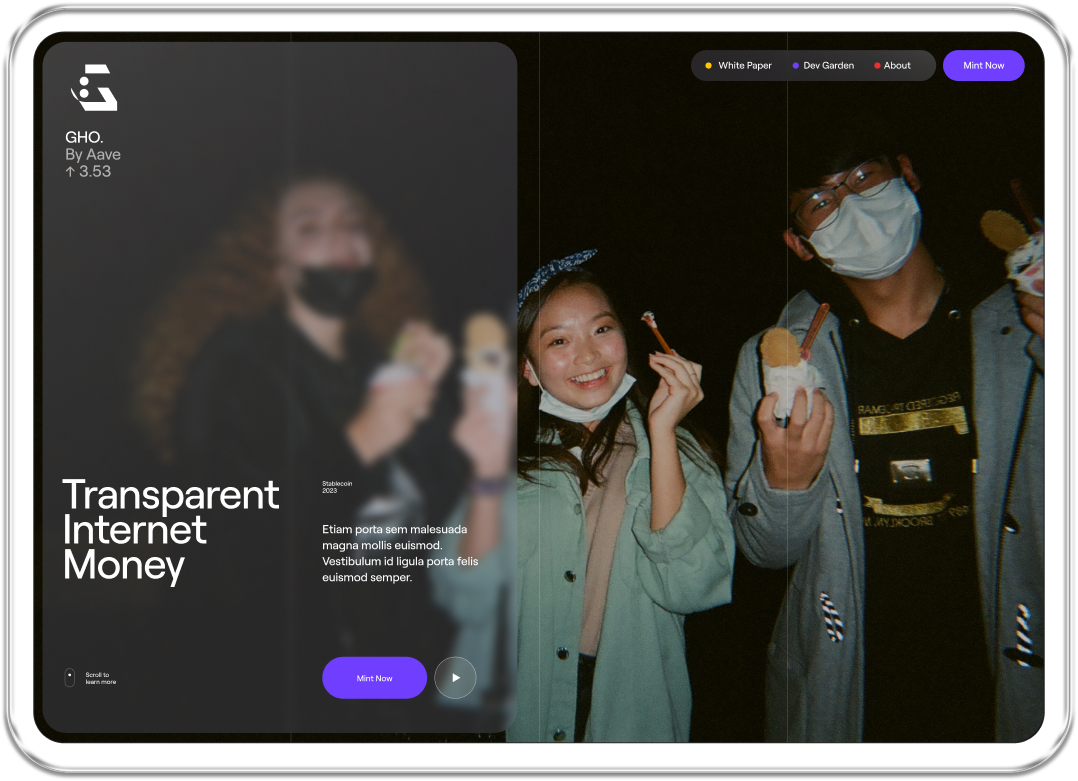 GHO.
By Aave
↑ 3.53
White Paper
Dev Garden
About
Mint Now
Transparent
Internet
Money
Stablecoin
2023
Etiam porta sem malesuada
magna mollis euismod.
Vestibulum id ligula porta felis
euismod semper.
Scroll to
learn more
Mint Now
BROOKLYN, N